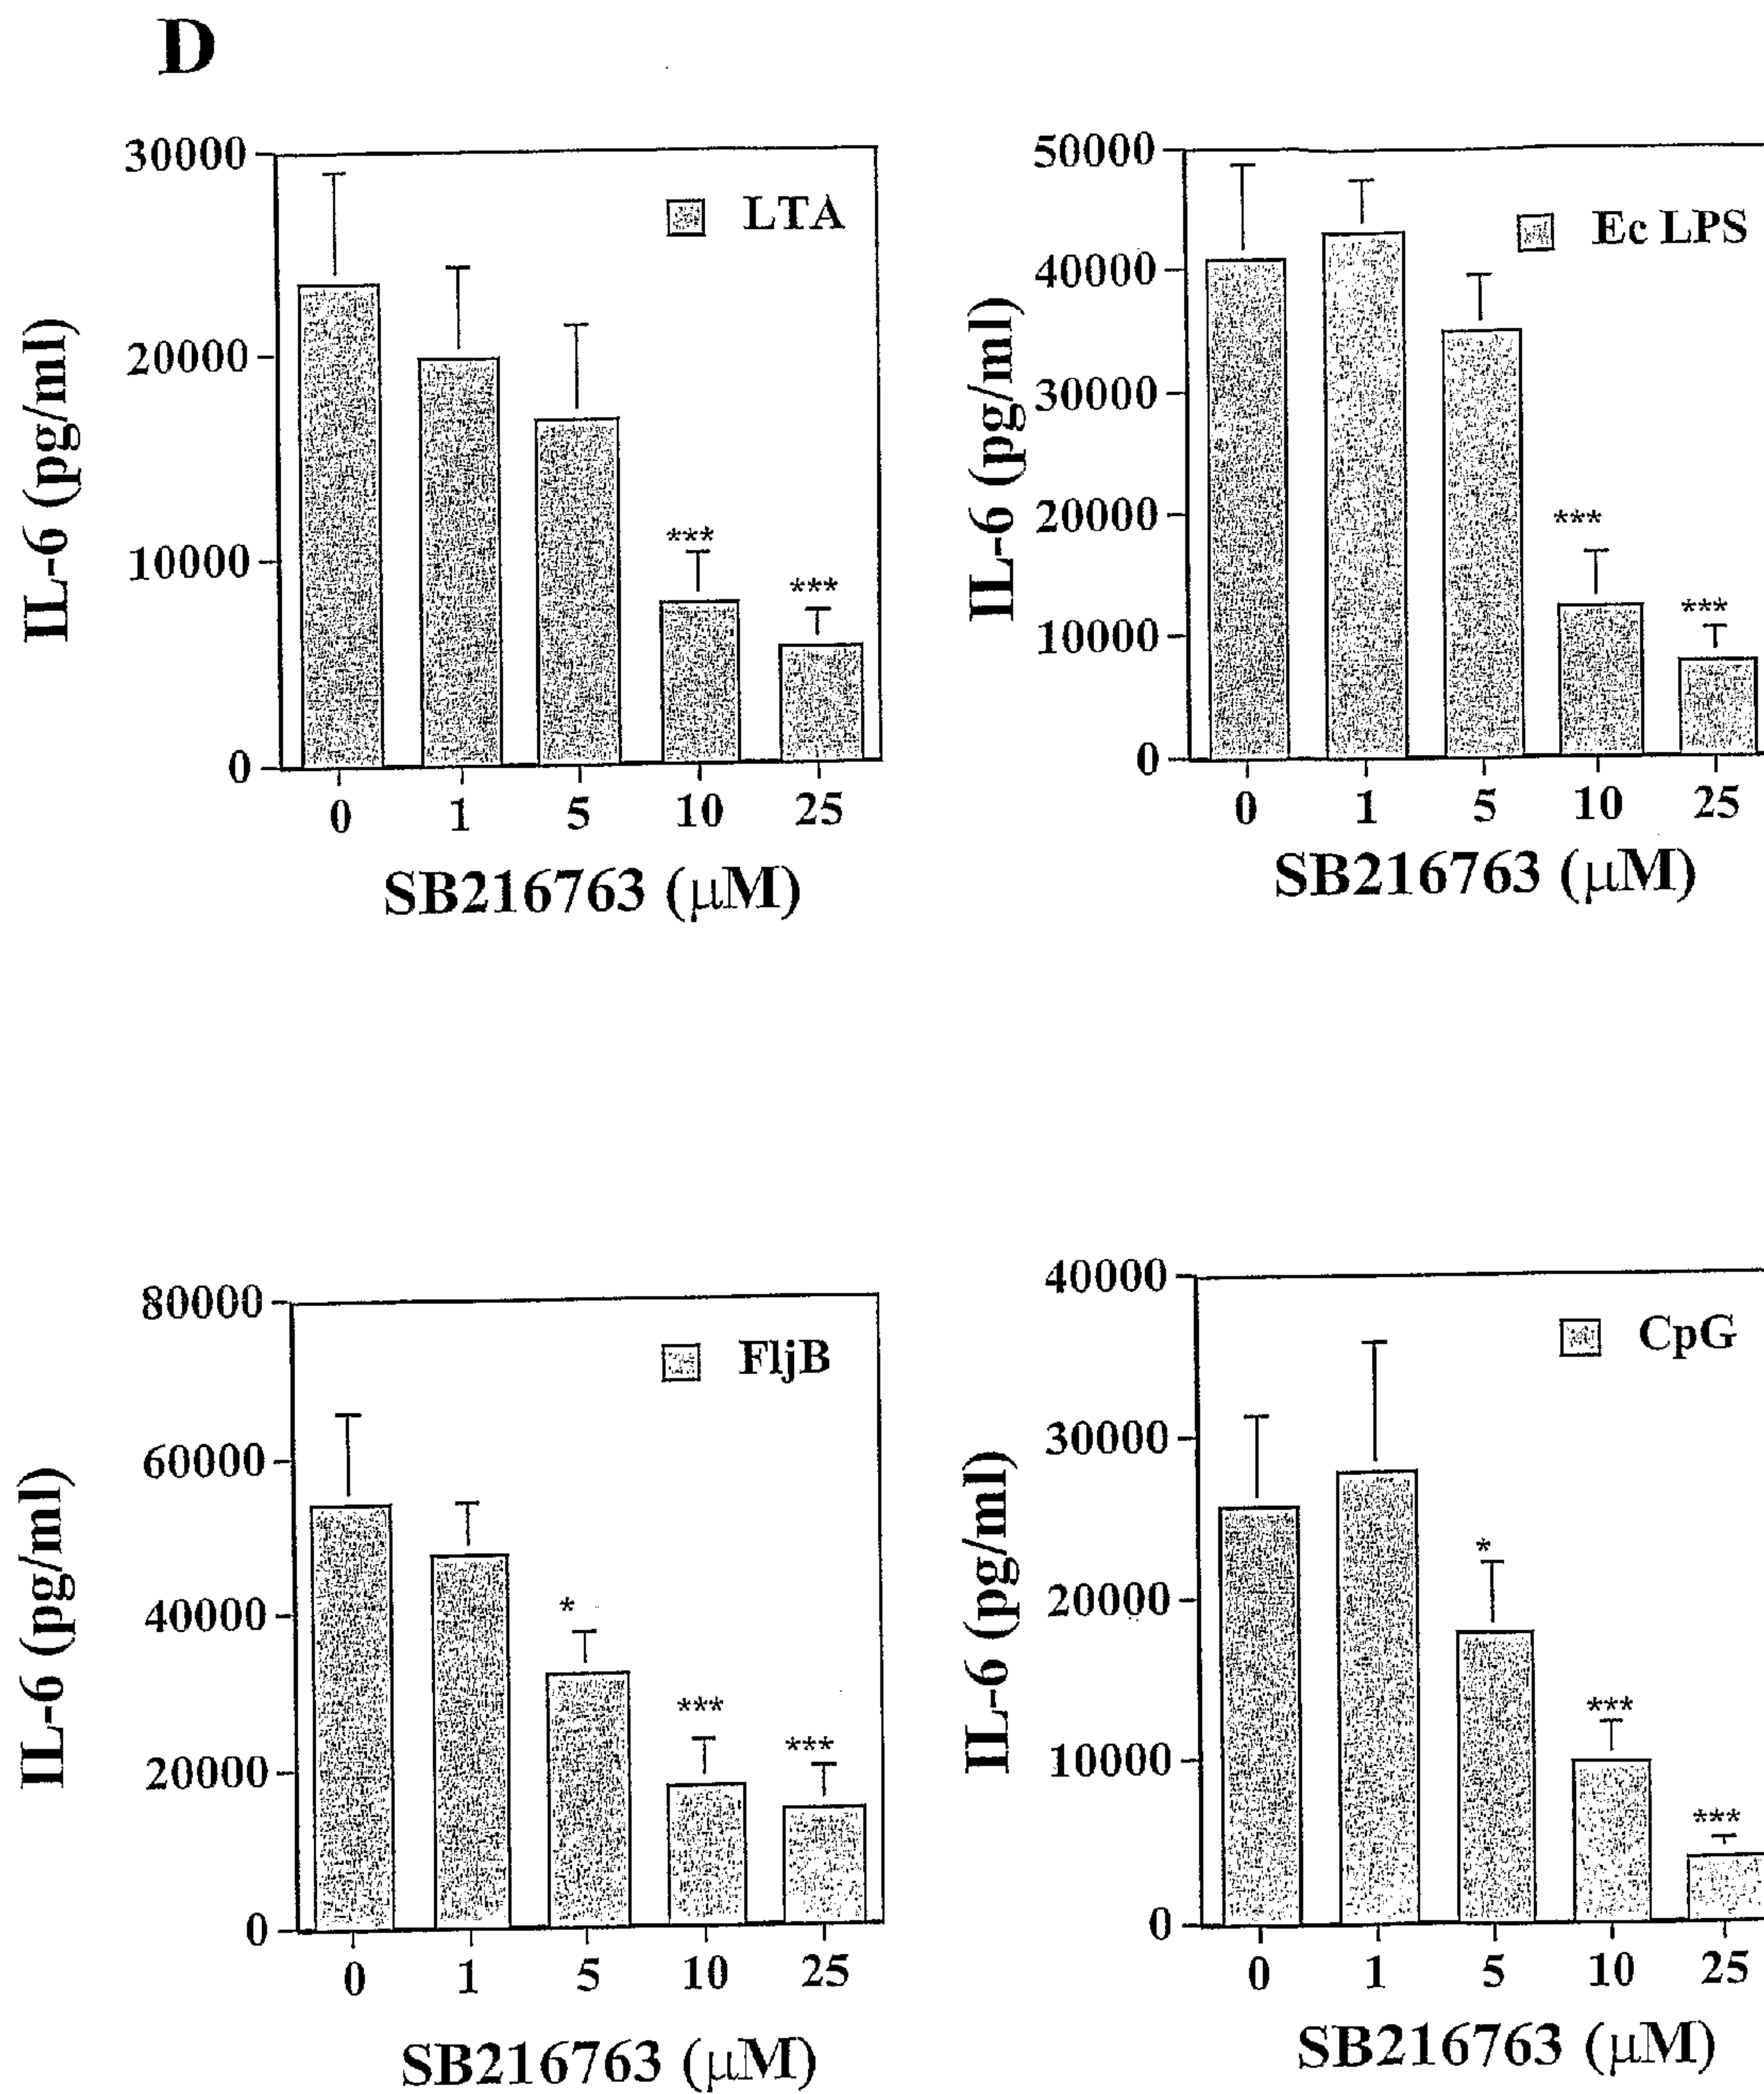 D
30000
20000
10000
0
IL-6 (pg/ml)
LTA
***
***
0 1 5 10 25
SB216763 (μM)
50000
40000
30000
20000
10000
0
IL-6 (pg/ml)
Ec LPS
***
***
0 1 5 10 25
SB216763 (μM)
80000
60000
40000
20000
0
IL-6 (pg/ml)
FljB
*
***
***
0 1 5 10 25
SB216763 (μM)
40000
30000
20000
10000
0
IL-6 (pg/ml)
CpG
*
***
***
0 1 5 10 25
SB216763 (μM)